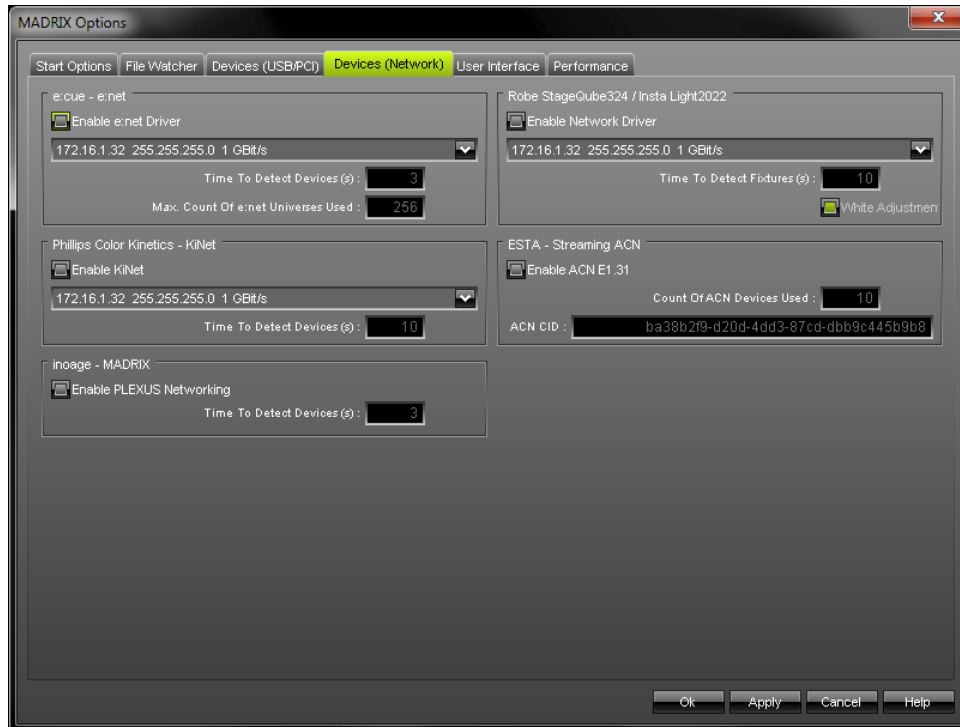 MADRIX Options
Start Options File Watcher Devices (USB/PCI) Devices (Network) User Interface Performance
e:cue - e:net
Enable e:net Driver
172.16.1.32 255.255.255.0 1 GBit/s
Time To Detect Devices (s) : 3
Max. Count Of e:net Universes Used : 256
Robe StageQube324 / Insta Light2022
Enable Network Driver
172.16.1.32 255.255.255.0 1 GBit/s
Time To Detect Fixtures (s) : 10
White Adjustmen
Phillips Color Kinetics - KiNet
Enable KiNet
172.16.1.32 255.255.255.0 1 GBit/s
Time To Detect Devices (s) : 10
ESTA - Streaming ACN
Enable ACN E1.31
Count Of ACN Devices Used : 10
ACN CID : ba38b2f9-d20d-4dd3-87cd-dbb9c445b9b8
inoage - MADRIX
Enable PLEXUS Networking
Time To Detect Devices (s) : 3
Ok Apply Cancel Help